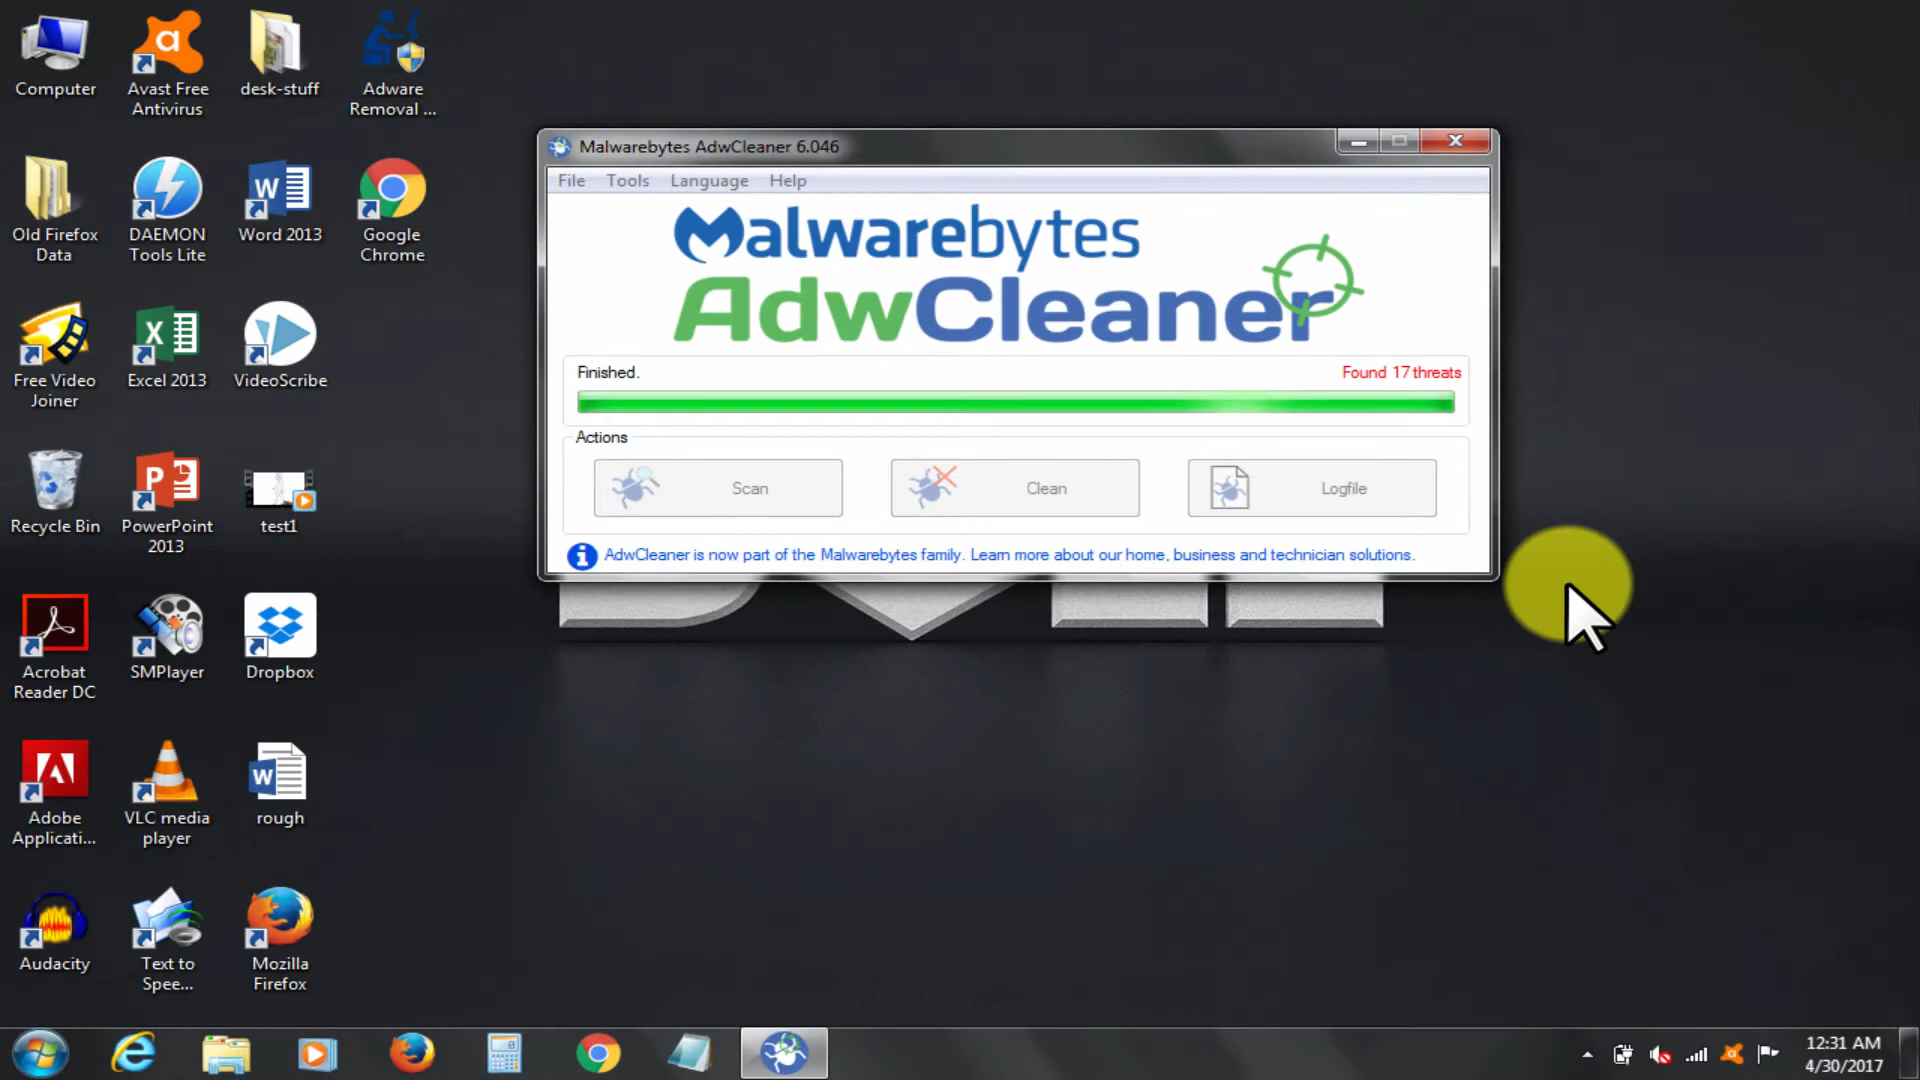 Computer
Avast Free
Antivirus
desk-stuff
Adware
Removal ...
Old Firefox
Data
DAEMON
Tools Lite
Word 2013
Google
Chrome
Free Video
Joiner
Excel 2013
VideoScribe
Recycle Bin
PowerPoint
2013
test1
Acrobat
Reader DC
SMPlayer
Dropbox
Adobe
Applicati...
VLC media
player
rough
Audacity
Text to
Spee...
Mozilla
Firefox
Malwarebytes AdwCleaner 6.046
File Tools Language Help
Malwarebytes
AdwCleaner
Finished. Found 17 threats
Actions
Scan Clean Logfile
AdwCleaner is now part of the Malwarebytes family. Learn more about our home, business and technician solutions.
12:31 AM
4/30/2017